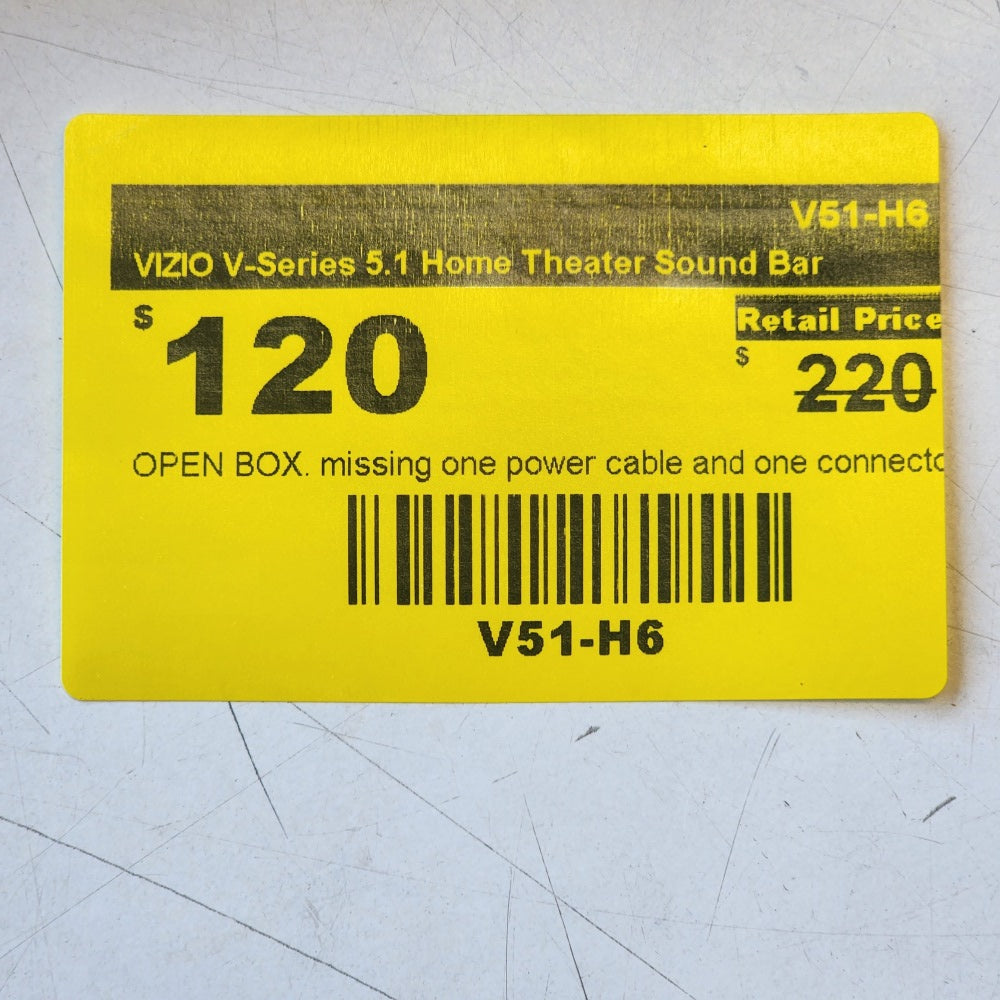 V51-H6
VIZIO V-Series 5.1 Home Theater Sound Bar
$ 120
Retail Price
$ 220
OPEN BOX. missing one power cable and one connecto
V51-H6